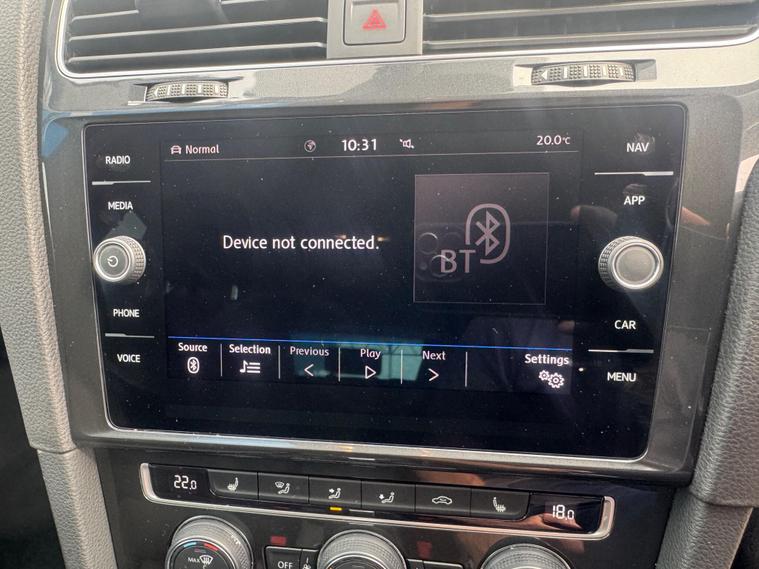 RADIO
MEDIA
PHONE
VOICE
Normal
10:31
20.0°C
Device not connected.
BT
Source
Selection
Previous
Play
Next
Settings
NAV
APP
CAR
MENU
22.0
18.0
MAX
OFF